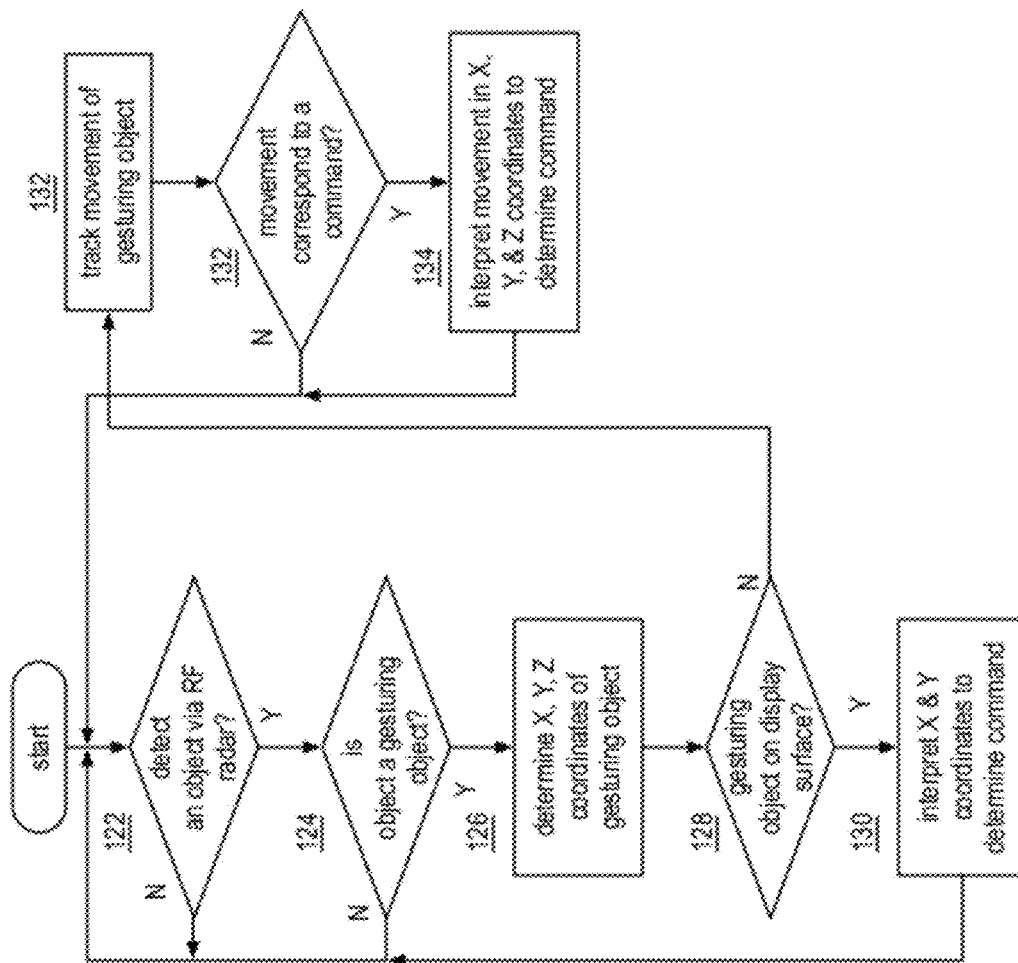 start
122
detect
an object via RF
radar?
N
Y
124
is
object a gesturing
object?
N
Y
126
determine X, Y, Z
coordinates of
gesturing object
128
gesturing
object on display
surface?
N
Y
130
interpret X & Y
coordinates to
determine command
132
track movement of
gesturing object
132
movement
correspond to a
command?
N
Y
134
interpret movement in X,
Y, & Z coordinates to
determine command